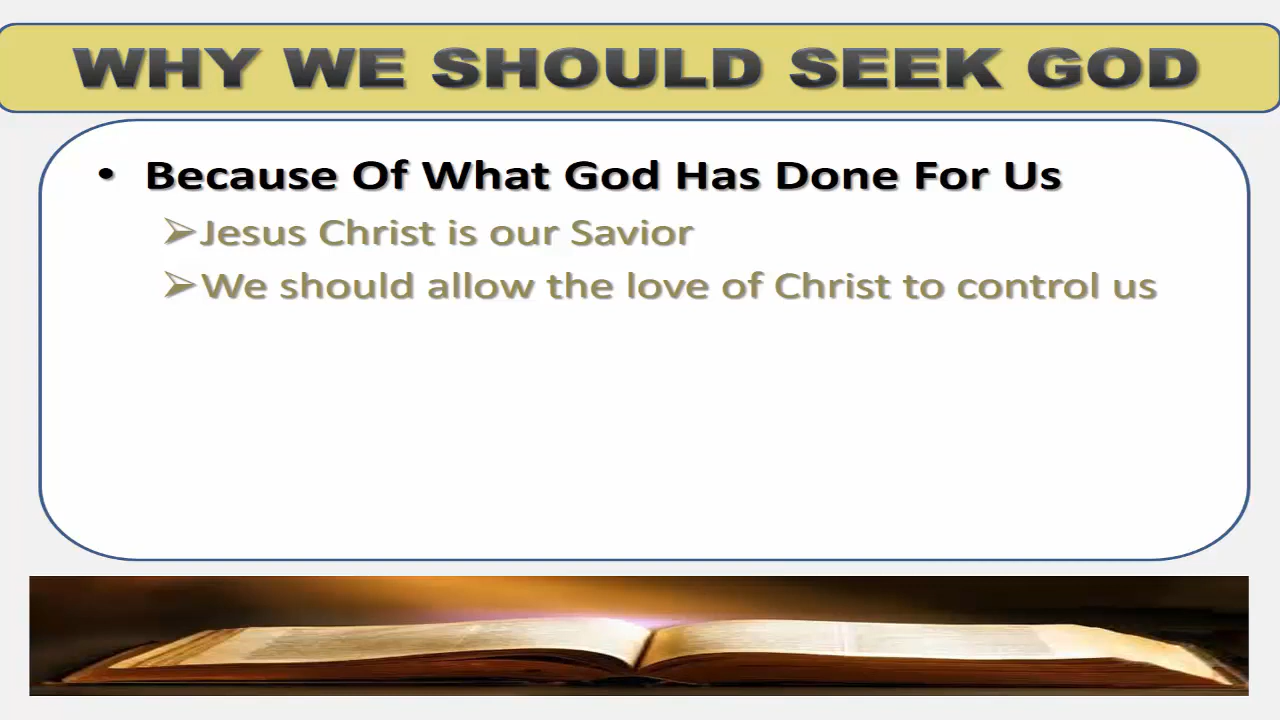 WHY WE SHOULD SEEK GOD
• Because Of What God Has Done For Us
➢Jesus Christ is our Savior
➢We should allow the love of Christ to control us